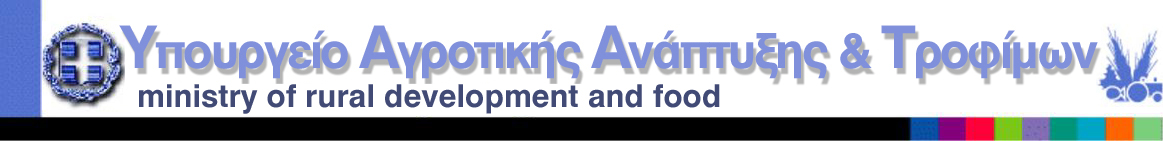 Υπουργείο Αγροτικής Ανάπτυξης & Τροφίμων
ministry of rural development and food